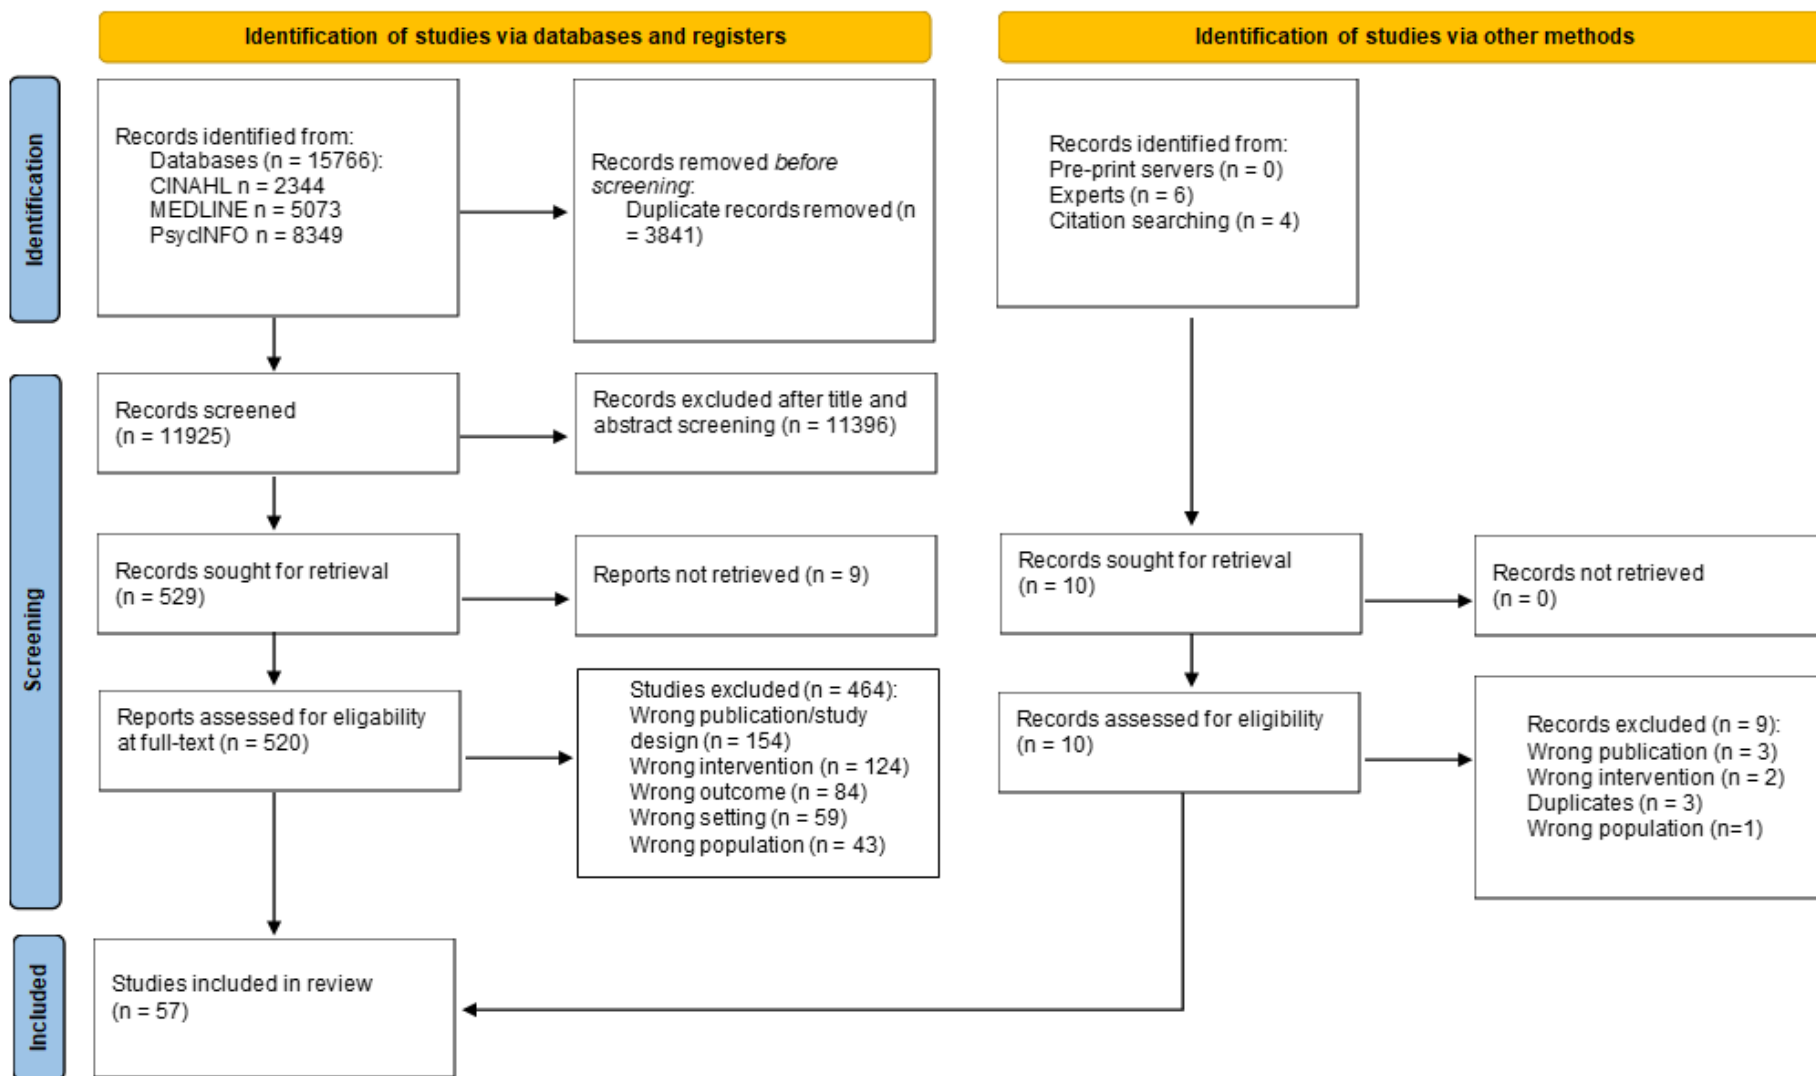 Identification of studies via databases and registers
Identification of studies via other methods
Identification
Records identified from:
Databases (n = 15766):
CINAHL n = 2344
MEDLINE n = 5073
PsycINFO n = 8349
Records removed before
screening:
Duplicate records removed (n
= 3841)
Records identified from:
Pre-print servers (n = 0)
Experts (n = 6)
Citation searching (n = 4)
Screening
Records screened
(n = 11925)
Records excluded after title and
abstract screening (n = 11396)
Records sought for retrieval
(n = 529)
Reports not retrieved (n = 9)
Records sought for retrieval
(n = 10)
Records not retrieved
(n = 0)
Reports assessed for eligability
at full-text (n = 520)
Studies excluded (n = 464):
Wrong publication/study
design (n = 154)
Wrong intervention (n = 124)
Wrong outcome (n = 84)
Wrong setting (n = 59)
Wrong population (n = 43)
Records assessed for eligibility
(n = 10)
Records excluded (n = 9):
Wrong publication (n = 3)
Wrong intervention (n = 2)
Duplicates (n = 3)
Wrong population (n=1)
Included
Studies included in review
(n = 57)